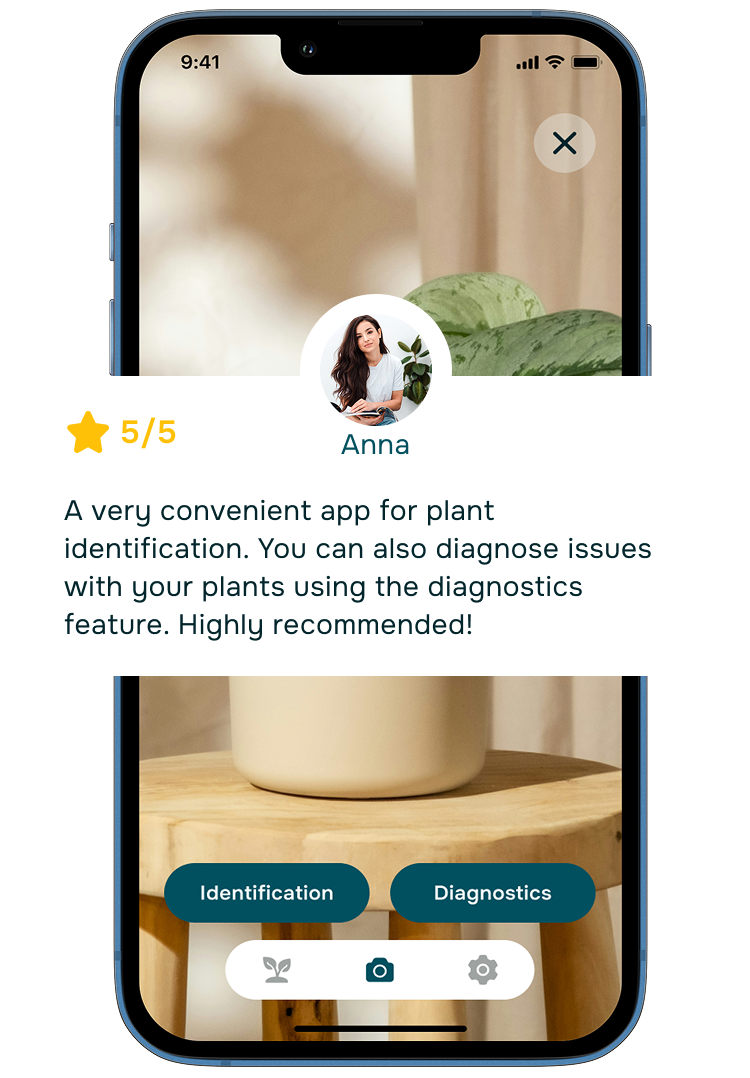 9:41
5/5
Anna
A very convenient app for plant
identification. You can also diagnose issues
with your plants using the diagnostics
feature. Highly recommended!
Identification
Diagnostics